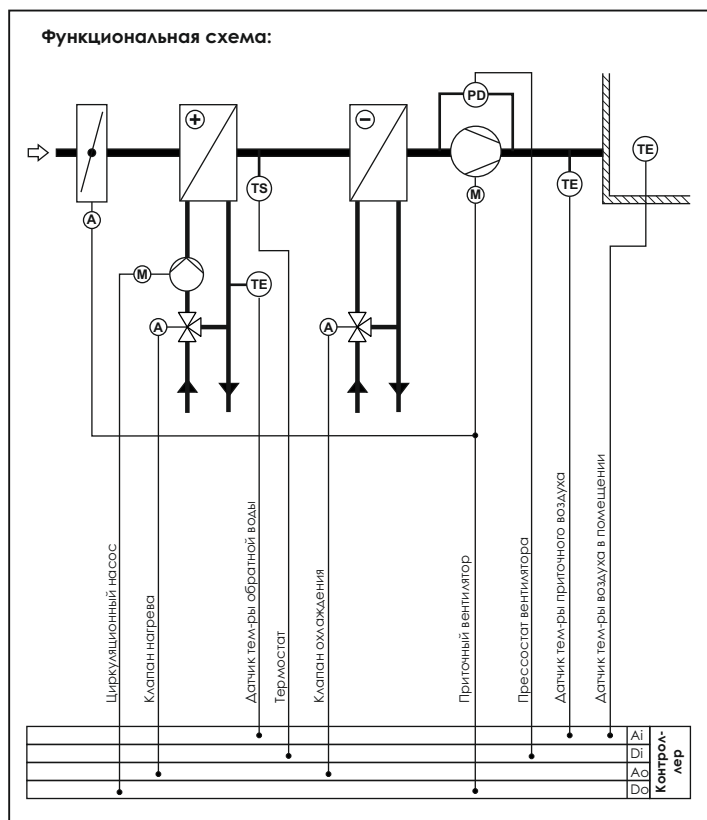 Функциональная схема:
PD
+
−
TE
TS
TE
A
M
M
TE
A
A
Циркуляционный насос
Клапан нагрева
Датчик тем-ры обратной воды
Термостат
Клапан охлаждения
Приточный вентилятор
Прессостат вентилятора
Датчик тем-ры приточного воздуха
Датчик тем-ры воздуха в помещении
Ai
Di
Ao
Do
Контрол-
лер